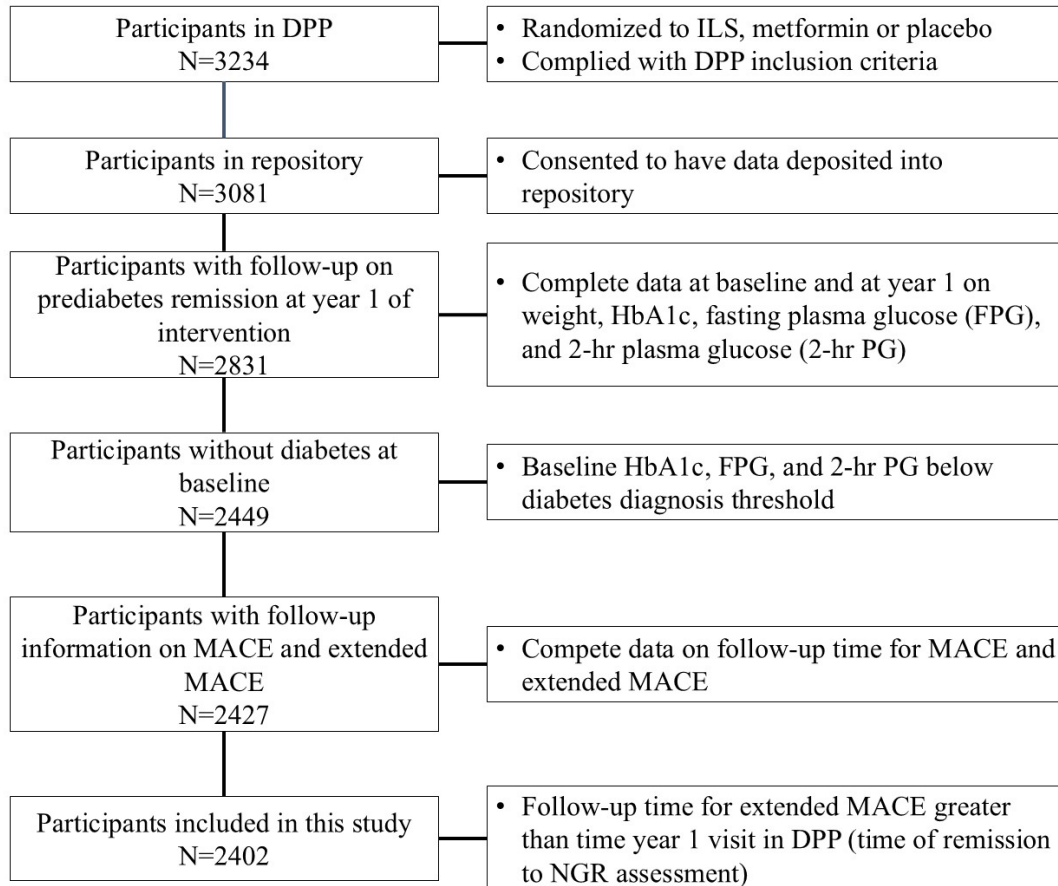 Participants in DPP
N=3234
• Randomized to ILS, metformin or placebo
• Complied with DPP inclusion criteria
Participants in repository
N=3081
• Consented to have data deposited into
repository
Participants with follow-up on
prediabetes remission at year 1 of
intervention
N=2831
• Complete data at baseline and at year 1 on
weight, HbA1c, fasting plasma glucose (FPG),
and 2-hr plasma glucose (2-hr PG)
Participants without diabetes at
baseline
N=2449
• Baseline HbA1c, FPG, and 2-hr PG below
diabetes diagnosis threshold
Participants with follow-up
information on MACE and extended
MACE
N=2427
• Compete data on follow-up time for MACE and
extended MACE
Participants included in this study
N=2402
• Follow-up time for extended MACE greater
than time year 1 visit in DPP (time of remission
to NGR assessment)